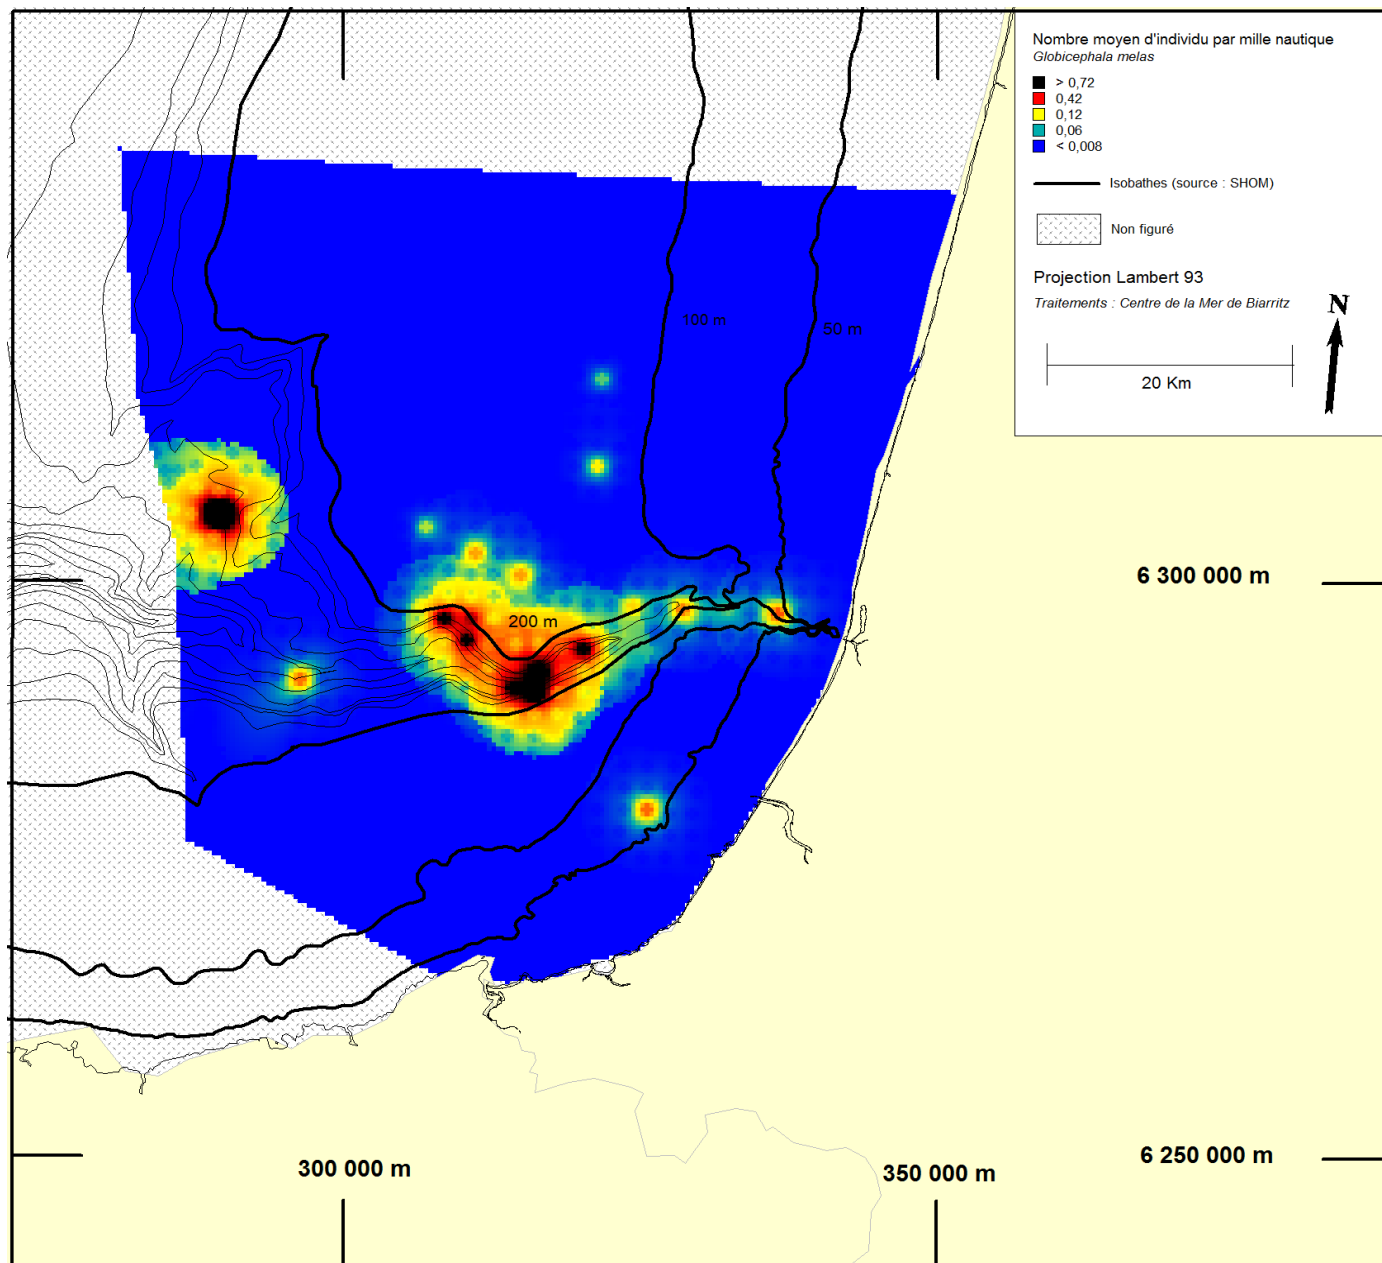 Nombre moyen d'individu par mille nautique
Globicephala melas
> 0,72
0,42
0,12
0,06
< 0,008
Isobathes (source : SHOM)
Non figuré
Projection Lambert 93
Traitements : Centre de la Mer de Biarritz
N
20 Km
100 m
50 m
200 m
6 300 000 m
6 250 000 m
300 000 m
350 000 m